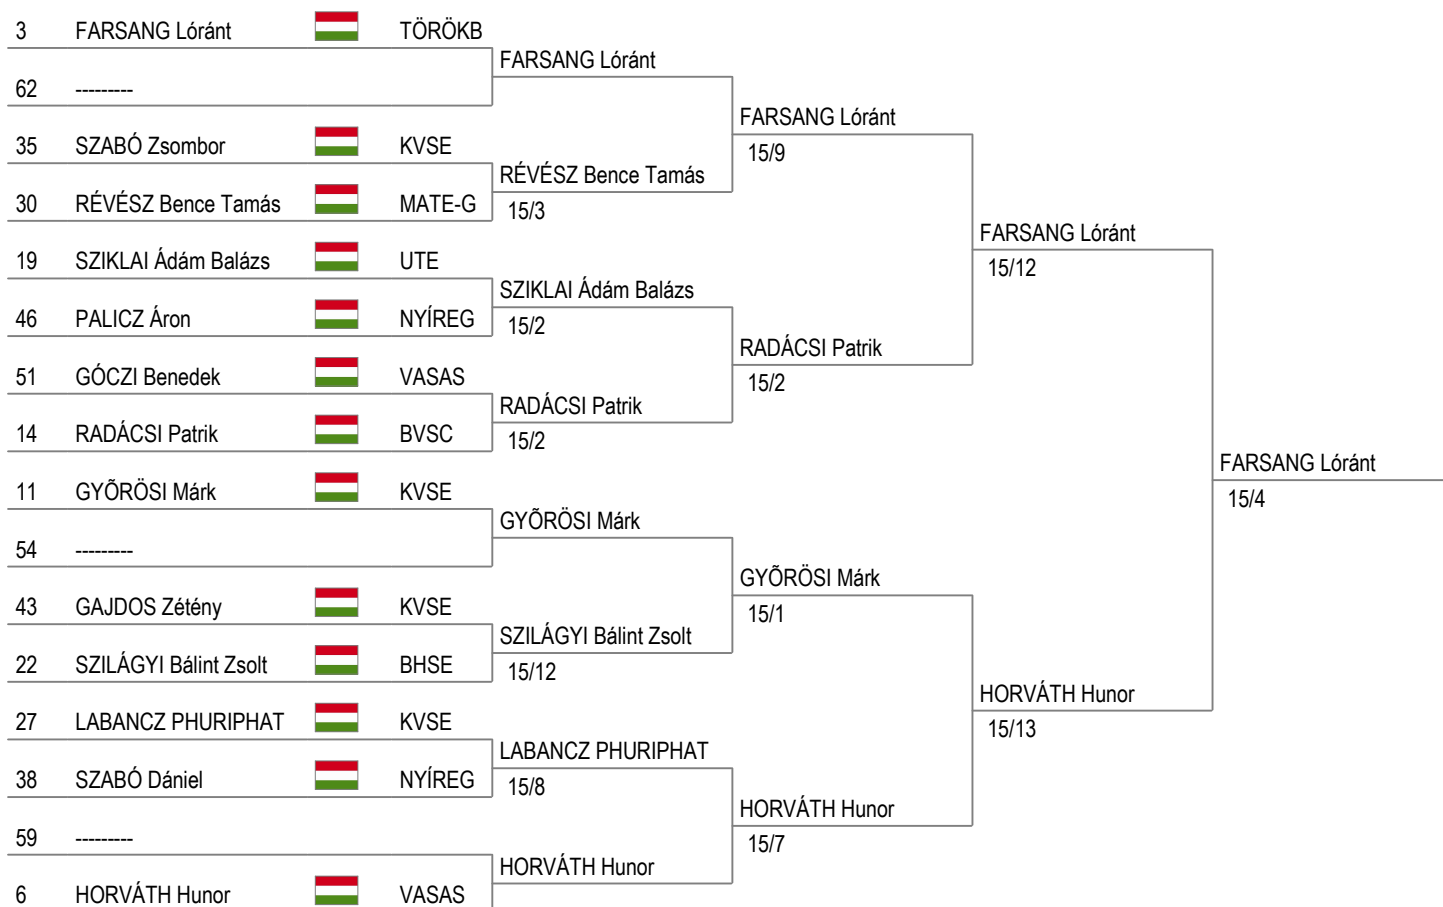 3 FARSANG Lóránt TÖRÖKB
62 ---------
35 SZABÓ Zsombor KVSE
30 RÉVÉSZ Bence Tamás MATE-G
19 SZIKLAI Ádám Balázs UTE
46 PALICZ Áron NYÍREG
51 GÓCZI Benedek VASAS
14 RADÁCSI Patrik BVSC
11 GYÕRÖSI Márk KVSE
54 ---------
43 GAJDOS Zétény KVSE
22 SZILÁGYI Bálint Zsolt BHSE
27 LABANCZ PHURIPHAT KVSE
38 SZABÓ Dániel NYÍREG
59 ---------
6 HORVÁTH Hunor VASAS
FARSANG Lóránt
RÉVÉSZ Bence Tamás
15/3
SZIKLAI Ádám Balázs
15/2
RADÁCSI Patrik
15/2
GYÕRÖSI Márk
SZILÁGYI Bálint Zsolt
15/12
LABANCZ PHURIPHAT
15/8
HORVÁTH Hunor
FARSANG Lóránt
15/9
RADÁCSI Patrik
15/2
GYÕRÖSI Márk
15/1
HORVÁTH Hunor
15/7
FARSANG Lóránt
15/12
HORVÁTH Hunor
15/13
FARSANG Lóránt
15/4